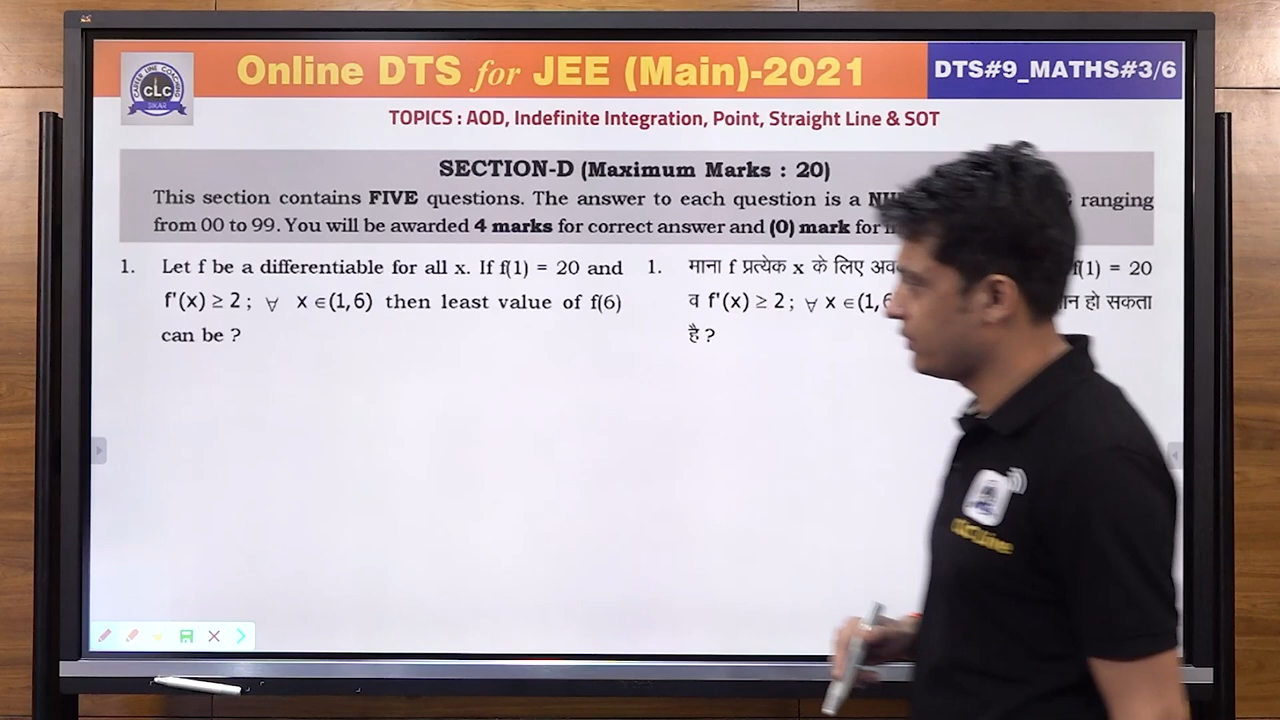 Online DTS for JEE (Main)-2021
DTS#9_MATHS#3/6
CAREER LINE COACHING
CLC
SIKAR
TOPICS : AOD, Indefinite Integration, Point, Straight Line & SOT
SECTION-D (Maximum Marks : 20)
This section contains FIVE questions. The answer to each question is a ranging
from 00 to 99. You will be awarded 4 marks for correct answer and (0) mark for
1. Let f be a differentiable for all x. If f(1) = 20 and
f'(x) ≥ 2 ; ∀ x ∈ (1, 6) then least value of f(6)
can be ?
1. माना f प्रत्येक x के लिए f(1) = 20
व f'(x) ≥ 2 ; ∀ x ∈ (1, 6 हो सकता
है ?